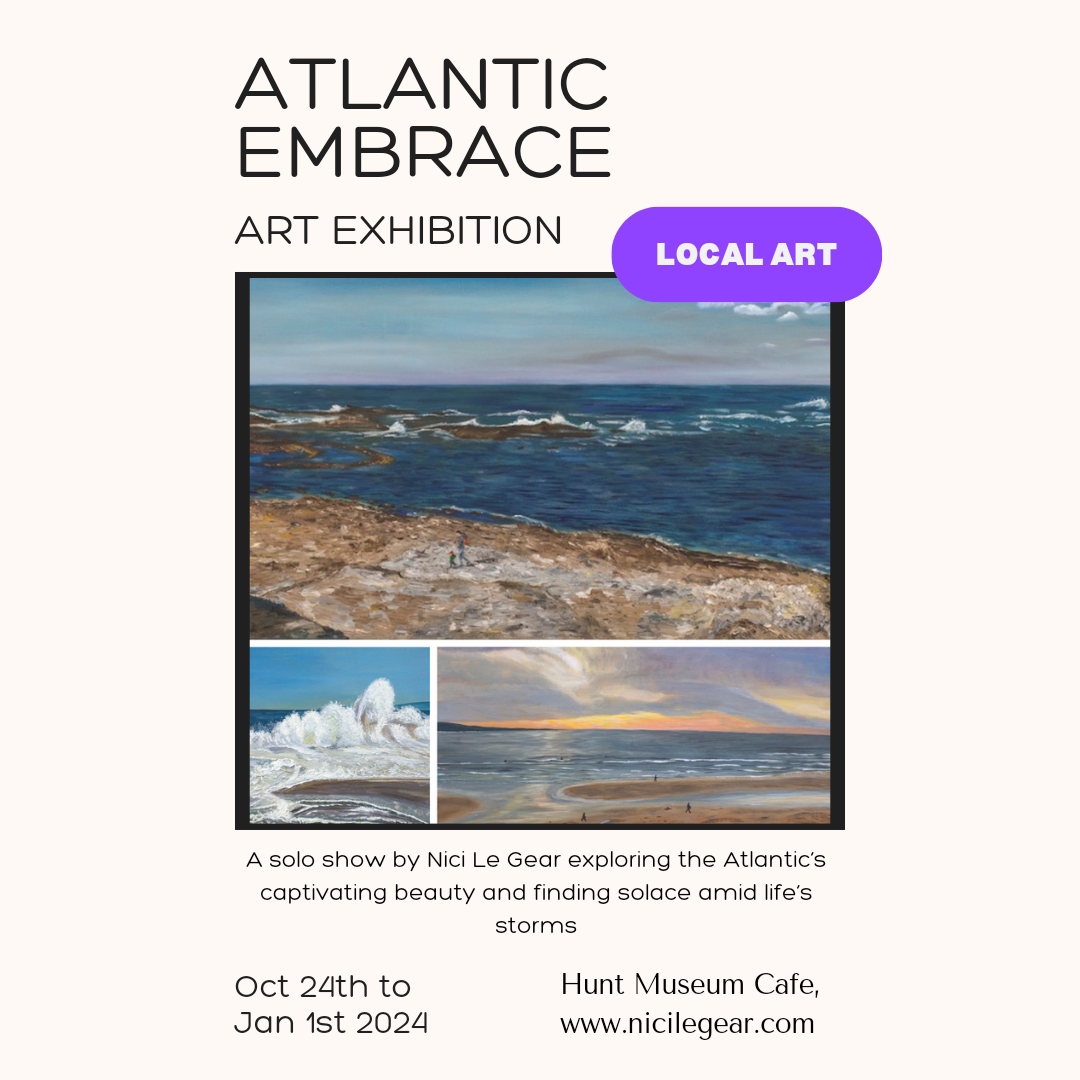 ATLANTIC
EMBRACE
ART EXHIBITION
LOCAL ART
A solo show by Nici Le Gear exploring the Atlantic's
captivating beauty and finding solace amid life's
storms
Oct 24th to
Jan 1st 2024
Hunt Museum Cafe,
www.nicilegear.com